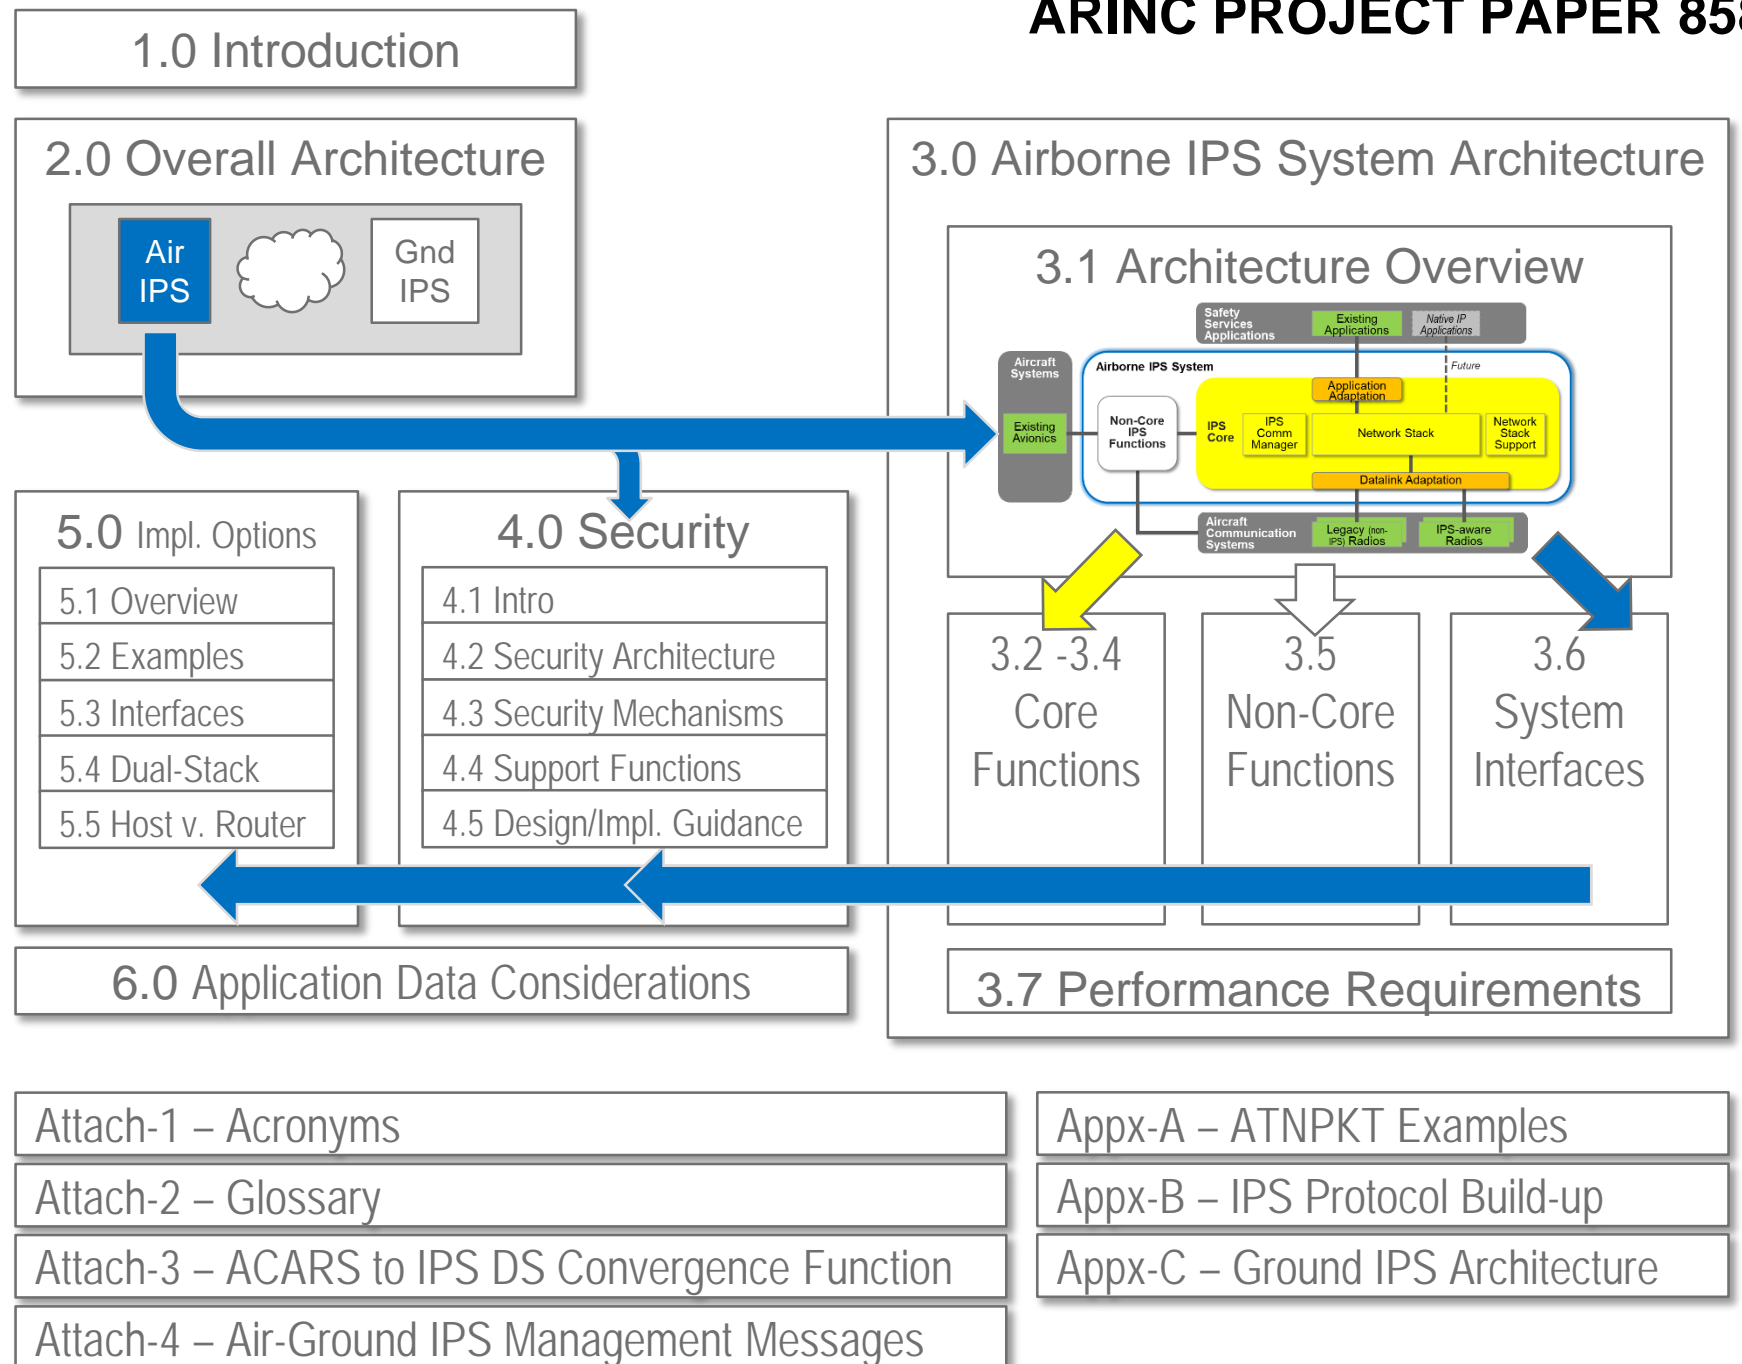 ARINC PROJECT PAPER 858
1.0 Introduction
2.0 Overall Architecture
Air
IPS
Gnd
IPS
3.0 Airborne IPS System Architecture
3.1 Architecture Overview
Safety
Services
Applications
Existing
Applications
Native IP
Applications
Aircraft
Systems
Existing
Avionics
Airborne IPS System
Future
Application
Adaptation
Non-Core
IPS
Functions
IPS
Core
IPS
Comm
Manager
Network Stack
Network
Stack
Support
Datalink Adaptation
Aircraft
Communication
Systems
Legacy (non-
IPS) Radios
IPS-aware
Radios
5.0 Impl. Options
5.1 Overview
5.2 Examples
5.3 Interfaces
5.4 Dual-Stack
5.5 Host v. Router
4.0 Security
4.1 Intro
4.2 Security Architecture
4.3 Security Mechanisms
4.4 Support Functions
4.5 Design/Impl. Guidance
3.2 -3.4
Core
Functions
3.5
Non-Core
Functions
3.6
System
Interfaces
6.0 Application Data Considerations
3.7 Performance Requirements
Attach-1 – Acronyms
Attach-2 – Glossary
Attach-3 – ACARS to IPS DS Convergence Function
Attach-4 – Air-Ground IPS Management Messages
Appx-A – ATNPKT Examples
Appx-B – IPS Protocol Build-up
Appx-C – Ground IPS Architecture